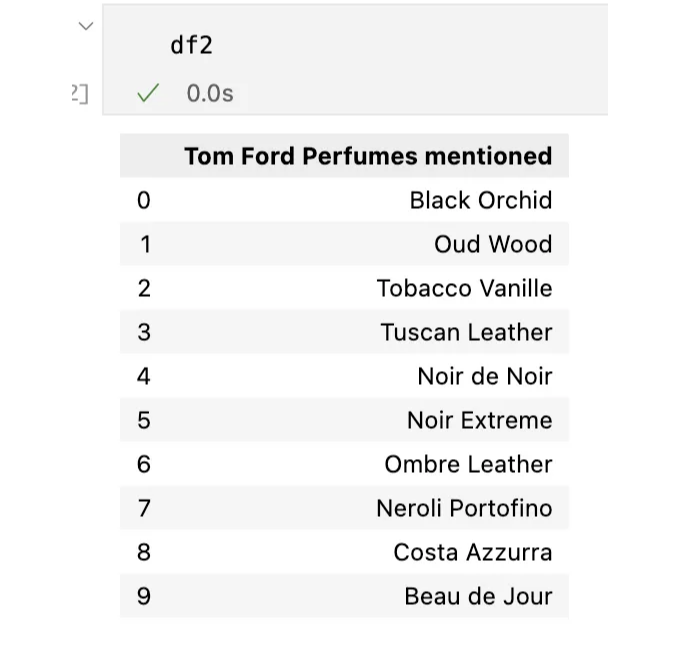 df2
2]
0.0s
Tom Ford Perfumes mentioned
0 Black Orchid
1 Oud Wood
2 Tobacco Vanille
3 Tuscan Leather
4 Noir de Noir
5 Noir Extreme
6 Ombre Leather
7 Neroli Portofino
8 Costa Azzurra
9 Beau de Jour